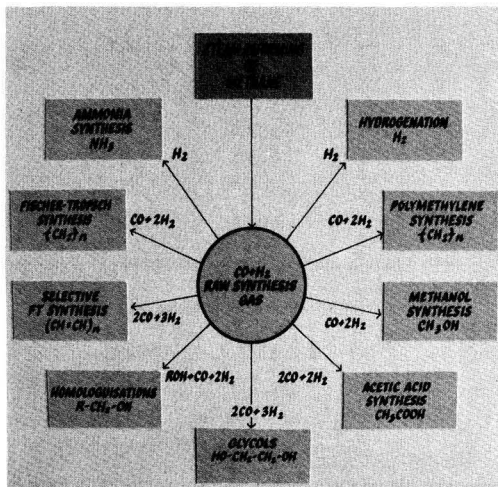 AMMONIA
SYNTHESIS
NH₃
HYDROGENATION
H₂
H₂
H₂
FISCHER-TROPSCH
SYNTHESIS
{CH₂}n
CO+2H₂
CO+2H₂
POLYMETHYLENE
SYNTHESIS
{CH₂}n
CO+H₂
RAW SYNTHESIS
GAS
SELECTIVE
FT SYNTHESIS
(CH=CH)n
2CO+3H₂
CO+2H₂
METHANOL
SYNTHESIS
CH₃OH
HOMOLOGUISATIONS
R-CH₂-OH
ROH+CO+2H₂
2CO+2H₂
ACETIC ACID
SYNTHESIS
CH₃COOH
2CO+3H₂
GLYCOLS
HO-CH₂-CH₂-OH